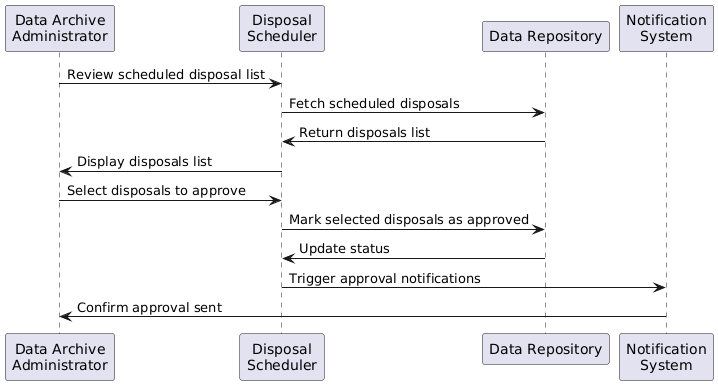 Data Archive
Administrator
Disposal
Scheduler
Data Repository
Notification
System
Review scheduled disposal list
Fetch scheduled disposals
Return disposals list
Display disposals list
Select disposals to approve
Mark selected disposals as approved
Update status
Trigger approval notifications
Confirm approval sent
Data Archive
Administrator
Disposal
Scheduler
Data Repository
Notification
System